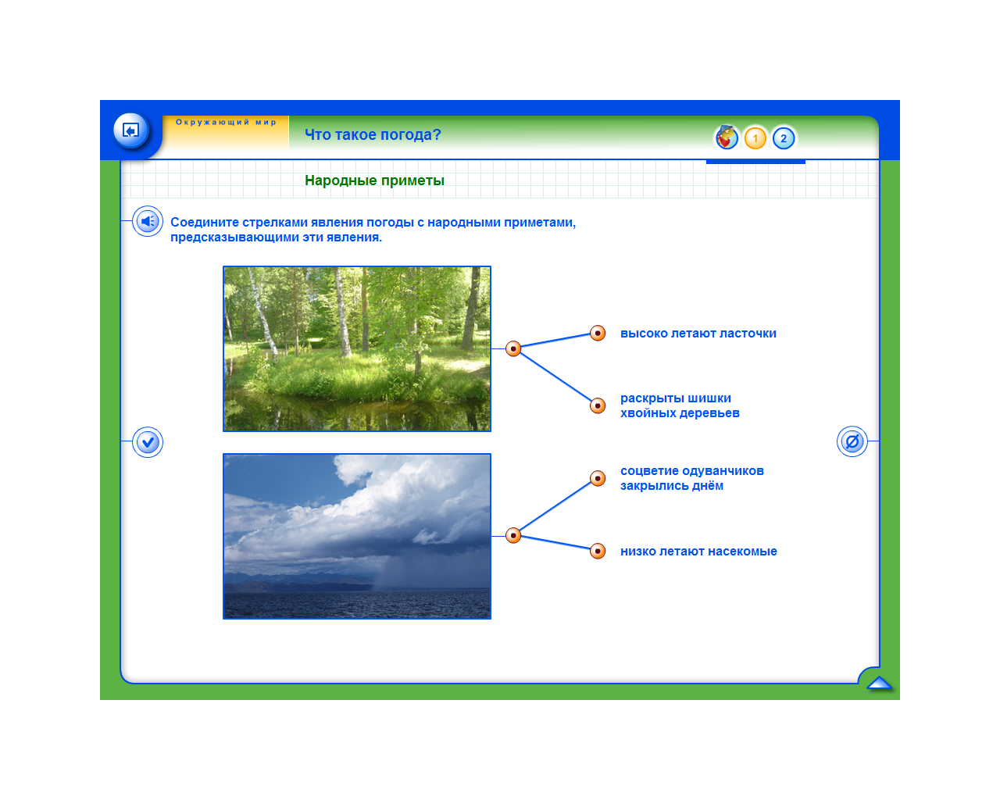 Окружающий мир
Что такое погода?
1
2
Народные приметы
Соедините стрелками явления погоды с народными приметами,
предсказывающими эти явления.
высоко летают ласточки
раскрыты шишки
хвойных деревьев
соцветие одуванчиков
закрылись днём
низко летают насекомые